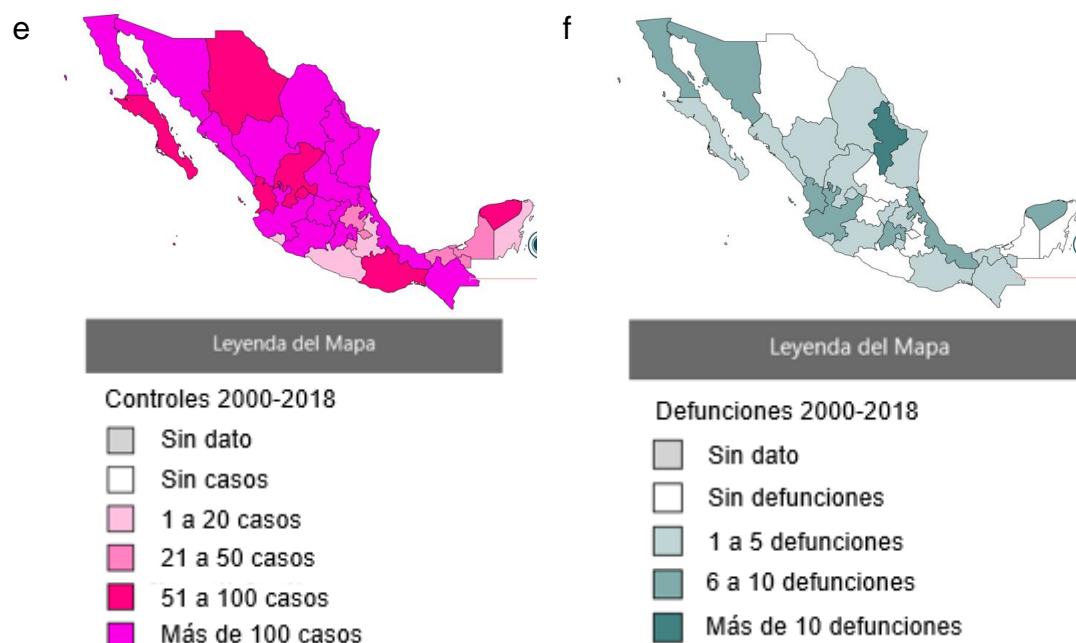 e
f
Leyenda del Mapa
Controles 2000-2018
Sin dato
Sin casos
1 a 20 casos
21 a 50 casos
51 a 100 casos
Más de 100 casos
Leyenda del Mapa
Defunciones 2000-2018
Sin dato
Sin defunciones
1 a 5 defunciones
6 a 10 defunciones
Más de 10 defunciones